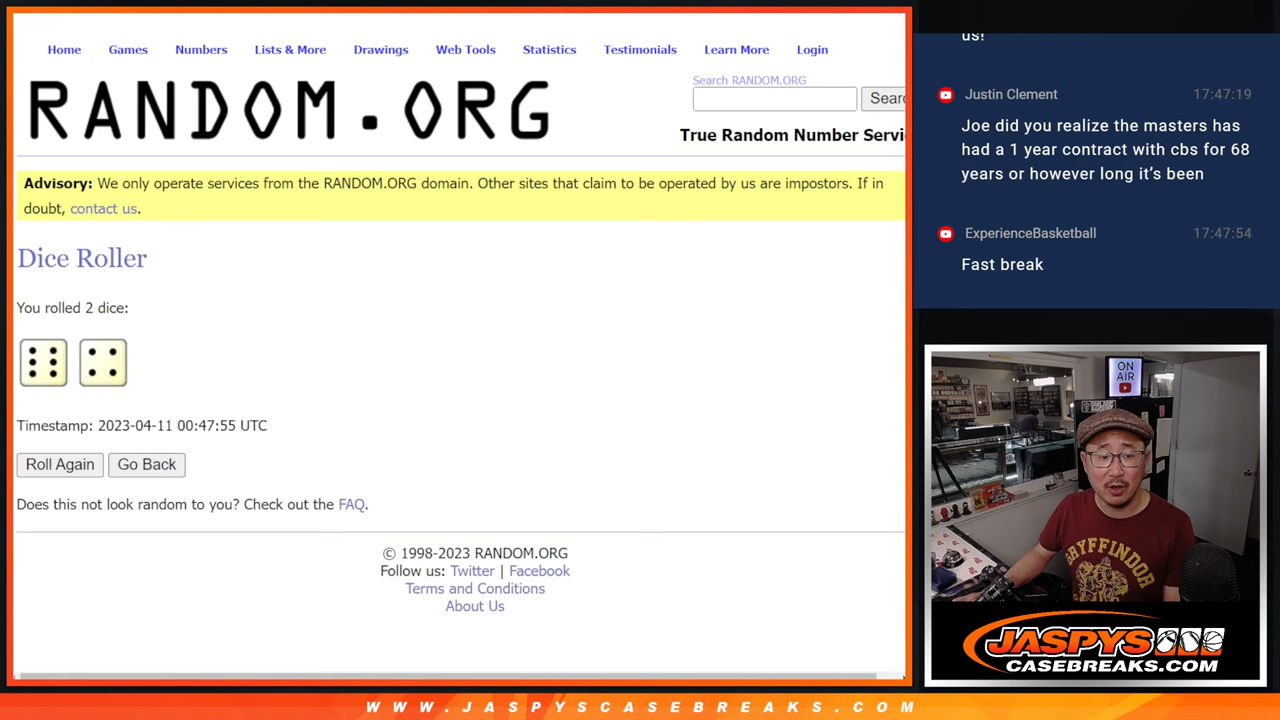 Home Games Numbers Lists & More Drawings Web Tools Statistics Testimonials Learn More Login
RANDOM.ORG
Search RANDOM.ORG
Searc
True Random Number Servi
Advisory: We only operate services from the RANDOM.ORG domain. Other sites that claim to be operated by us are impostors. If in
doubt, contact us.
Dice Roller
You rolled 2 dice:
Timestamp: 2023-04-11 00:47:55 UTC
Roll Again Go Back
Does this not look random to you? Check out the FAQ.
© 1998-2023 RANDOM.ORG
Follow us: Twitter | Facebook
Terms and Conditions
About Us
us!
Justin Clement 17:47:19
Joe did you realize the masters has
had a 1 year contract with cbs for 68
years or however long it's been
ExperienceBasketball 17:47:54
Fast break
ON
AIR
GRYFFINDOR
JASPYS
CASEBREAKS.COM
WWW.JASPYSCASEBREAKS.COM